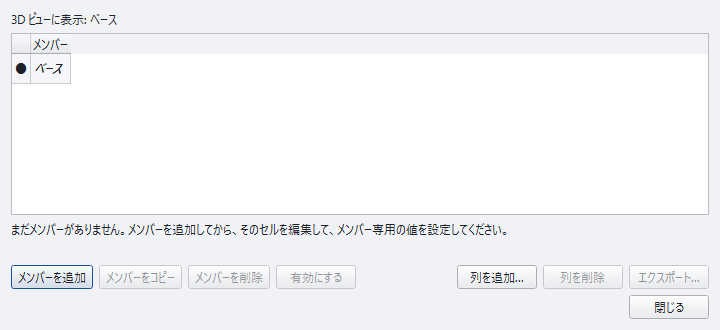 3D ビューに表示: ベース
メンバー
● ベース
まだメンバーがありません。メンバーを追加してから、そのセルを編集して、メンバー専用の値を設定してください。
メンバーを追加 メンバーをコピー メンバーを削除 有効にする 列を追加... 列を削除 エクスポート...
閉じる